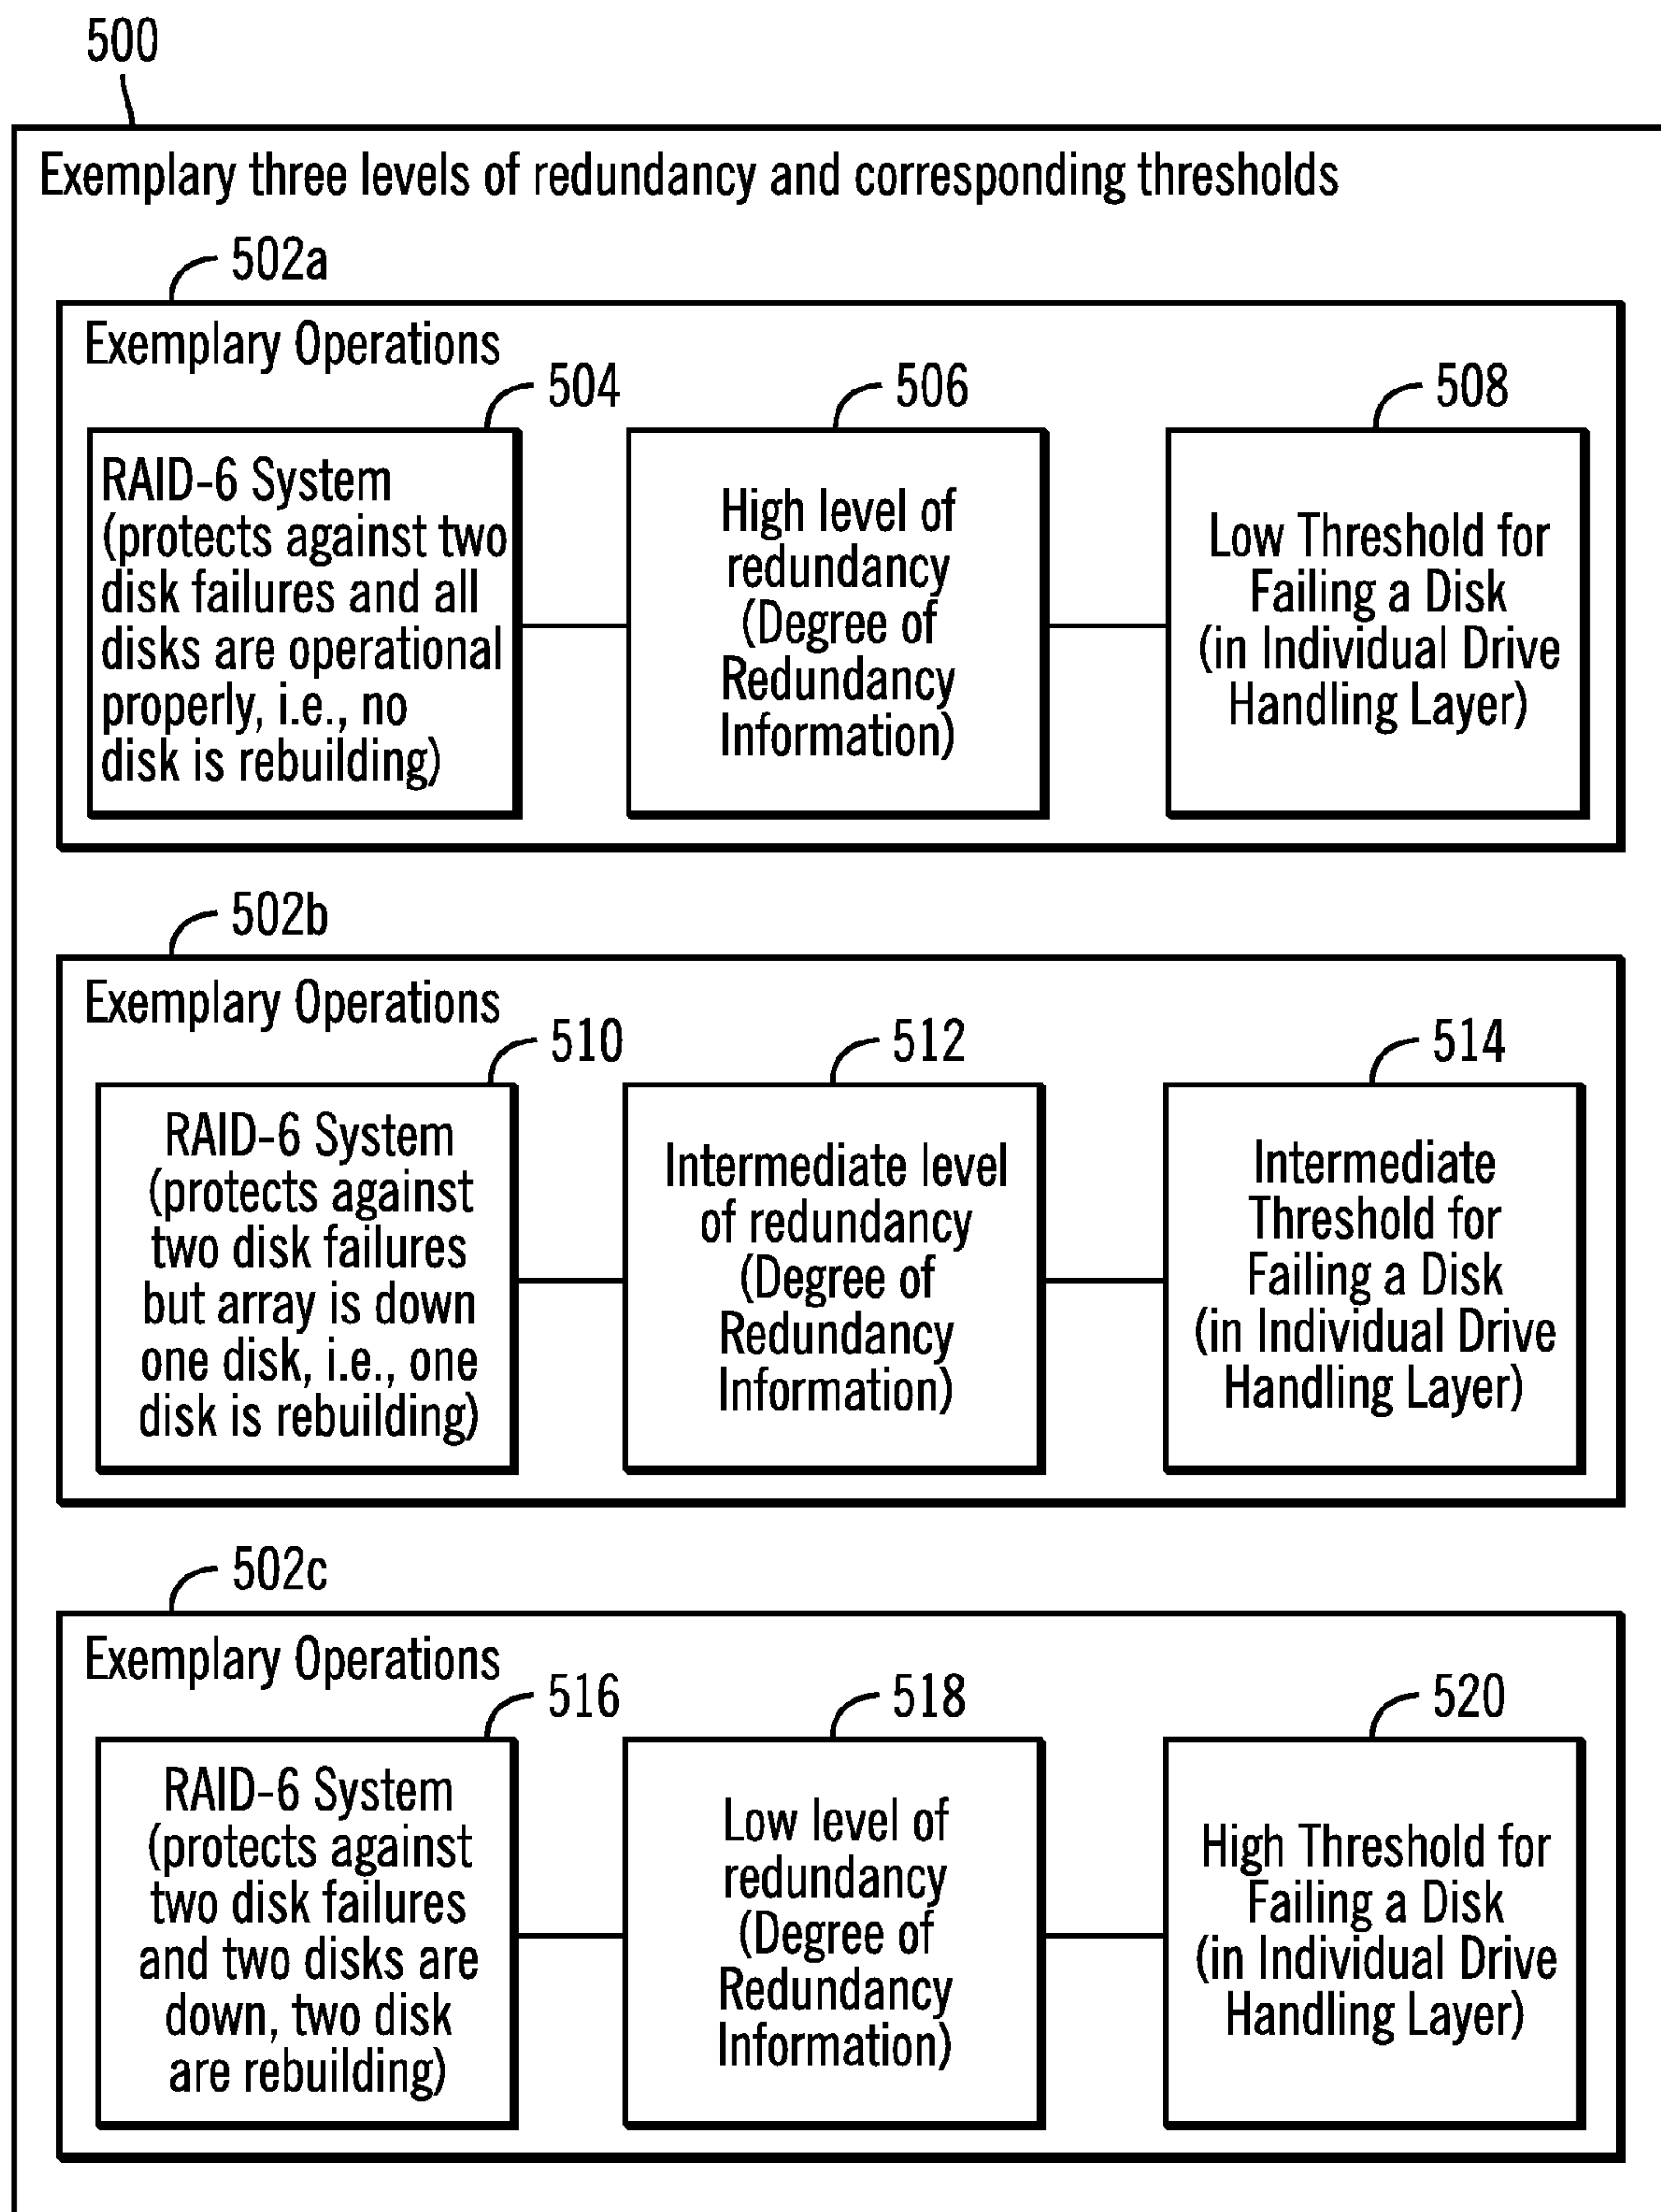 500
Exemplary three levels of redundancy and corresponding thresholds
502a
Exemplary Operations
504
RAID-6 System
(protects against two
disk failures and all
disks are operational
properly, i.e., no
disk is rebuilding)
506
High level of
redundancy
(Degree of
Redundancy
Information)
508
Low Threshold for
Failing a Disk
(in Individual Drive
Handling Layer)
502b
Exemplary Operations
510
RAID-6 System
(protects against
two disk failures
but array is down
one disk, i.e., one
disk is rebuilding)
512
Intermediate level
of redundancy
(Degree of
Redundancy
Information)
514
Intermediate
Threshold for
Failing a Disk
(in Individual Drive
Handling Layer)
502c
Exemplary Operations
516
RAID-6 System
(protects against
two disk failures
and two disks are
down, two disk
are rebuilding)
518
Low level of
redundancy
(Degree of
Redundancy
Information)
520
High Threshold for
Failing a Disk
(in Individual Drive
Handling Layer)